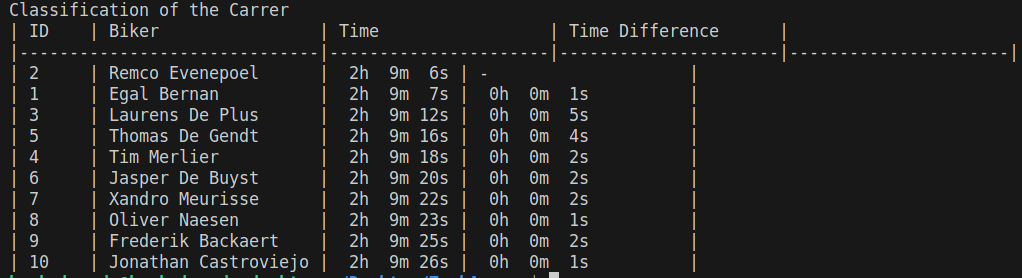 Classification of the Carrer
| ID    | Biker               | Time                 | Time Difference      |
|------------------------------|----------------------|----------------------|----------------------|
| 2     | Remco Evenepoel      |  2h  9m  6s | -                    |
| 1     | Egal Bernan          |  2h  9m  7s |  0h  0m  1s          |
| 3     | Laurens De Plus      |  2h  9m 12s |  0h  0m  5s          |
| 5     | Thomas De Gendt      |  2h  9m 16s |  0h  0m  4s          |
| 4     | Tim Merlier          |  2h  9m 18s |  0h  0m  2s          |
| 6     | Jasper De Buyst      |  2h  9m 20s |  0h  0m  2s          |
| 7     | Xandro Meurisse      |  2h  9m 22s |  0h  0m  2s          |
| 8     | Oliver Naesen        |  2h  9m 23s |  0h  0m  1s          |
| 9     | Frederik Backaert    |  2h  9m 25s |  0h  0m  2s          |
| 10    | Jonathan Castroviejo |  2h  9m 26s |  0h  0m  1s          |